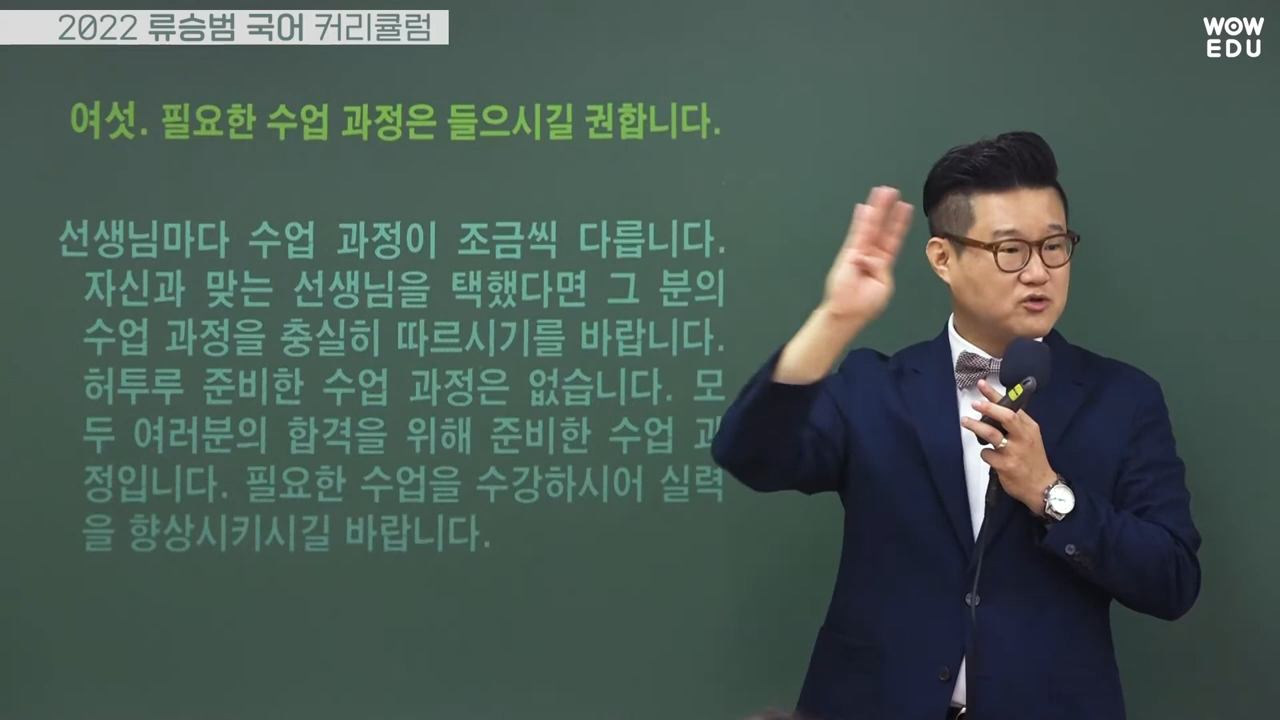 2022 류승범 국어 커리큘럼
WOW
EDU
여섯. 필요한 수업 과정은 들으시길 권합니다.
선생님마다 수업 과정이 조금씩 다릅니다.
자신과 맞는 선생님을 택했다면 그 분의
수업 과정을 충실히 따르시기를 바랍니다.
허투루 준비한 수업 과정은 없습니다. 모
두 여러분의 합격을 위해 준비한 수업 과
정입니다. 필요한 수업을 수강하시어 실력
을 향상시키시길 바랍니다.